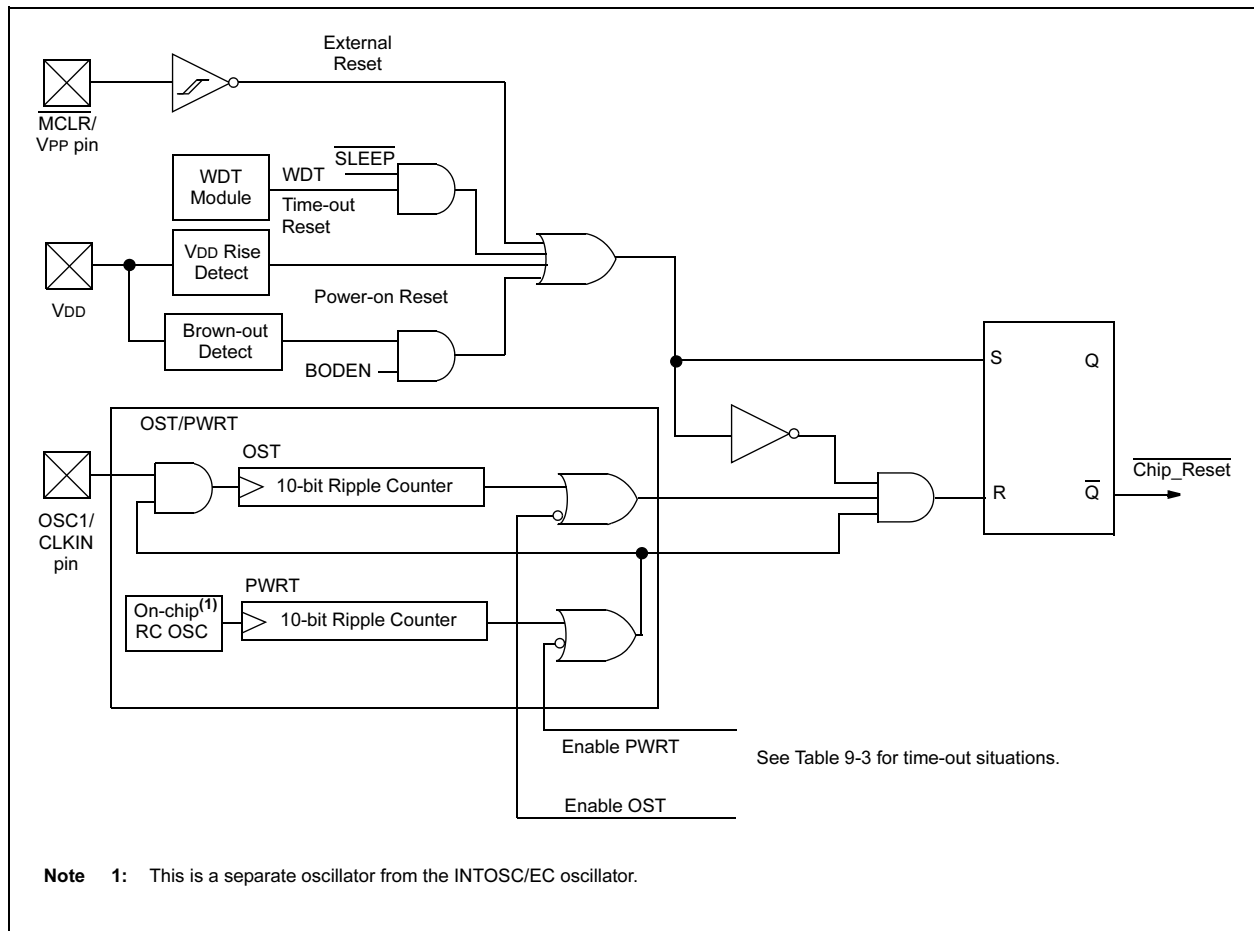 External
Reset
MCLR/
VPP pin
WDT
Module
WDT
Time-out
Reset
SLEEP
VDD
VDD Rise
Detect
Power-on Reset
Brown-out
Detect
BODEN
S
Q
R
Q
Chip_Reset
OST/PWRT
OST
10-bit Ripple Counter
OSC1/
CLKIN
pin
PWRT
On-chip(1)
RC OSC
10-bit Ripple Counter
Enable PWRT
See Table 9-3 for time-out situations.
Enable OST
Note 1: This is a separate oscillator from the INTOSC/EC oscillator.